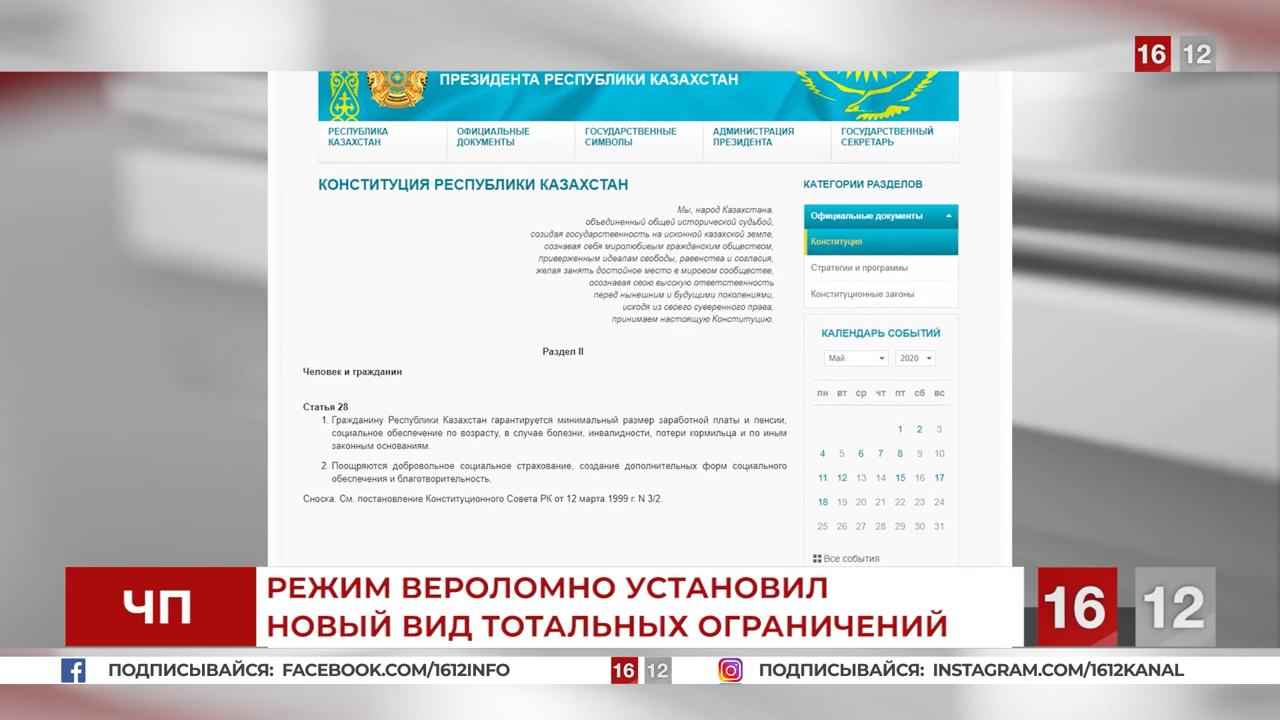 16 12
ПРЕЗИДЕНТА РЕСПУБЛИКИ КАЗАХСТАН
РЕСПУБЛИКА
КАЗАХСТАН
ОФИЦИАЛЬНЫЕ
ДОКУМЕНТЫ
ГОСУДАРСТВЕННЫЕ
СИМВОЛЫ
АДМИНИСТРАЦИЯ
ПРЕЗИДЕНТА
ГОСУДАРСТВЕННЫЙ
СЕКРЕТАРЬ
КОНСТИТУЦИЯ РЕСПУБЛИКИ КАЗАХСТАН
Мы, народ Казахстана,
объединенный общей исторической судьбой,
созидая государственность на исконной казахской земле,
сознавая себя миролюбивым гражданским обществом,
приверженным идеалам свободы, равенства и согласия,
желая занять достойное место в мировом сообществе,
осознавая свою высокую ответственность
перед нынешним и будущими поколениями,
исходя из своего суверенного права,
принимаем настоящую Конституцию.
Раздел II
Человек и гражданин
Статья 28
1. Гражданину Республики Казахстан гарантируется минимальный размер заработной платы и пенсии,
социальное обеспечение по возрасту, в случае болезни, инвалидности, потери кормильца и по иным
законным основаниям.
2. Поощряются добровольное социальное страхование, создание дополнительных форм социального
обеспечения и благотворительность.
Сноска. См. постановление Конституционного Совета РК от 12 марта 1999 г. N 3/2.
КАТЕГОРИИ РАЗДЕЛОВ
Официальные документы
Конституция
Стратегии и программы
Конституционные законы
КАЛЕНДАРЬ СОБЫТИЙ
Май 2020
пн вт ср чт пт сб вс
1 2 3
4 5 6 7 8 9 10
11 12 13 14 15 16 17
18 19 20 21 22 23 24
25 26 27 28 29 30 31
Все события
ЧП
РЕЖИМ ВЕРОЛОМНО УСТАНОВИЛ
НОВЫЙ ВИД ТОТАЛЬНЫХ ОГРАНИЧЕНИЙ
16 12
ПОДПИСЫВАЙСЯ: FACEBOOK.COM/1612INFO
16 12
ПОДПИСЫВАЙСЯ: INSTAGRAM.COM/1612KANAL